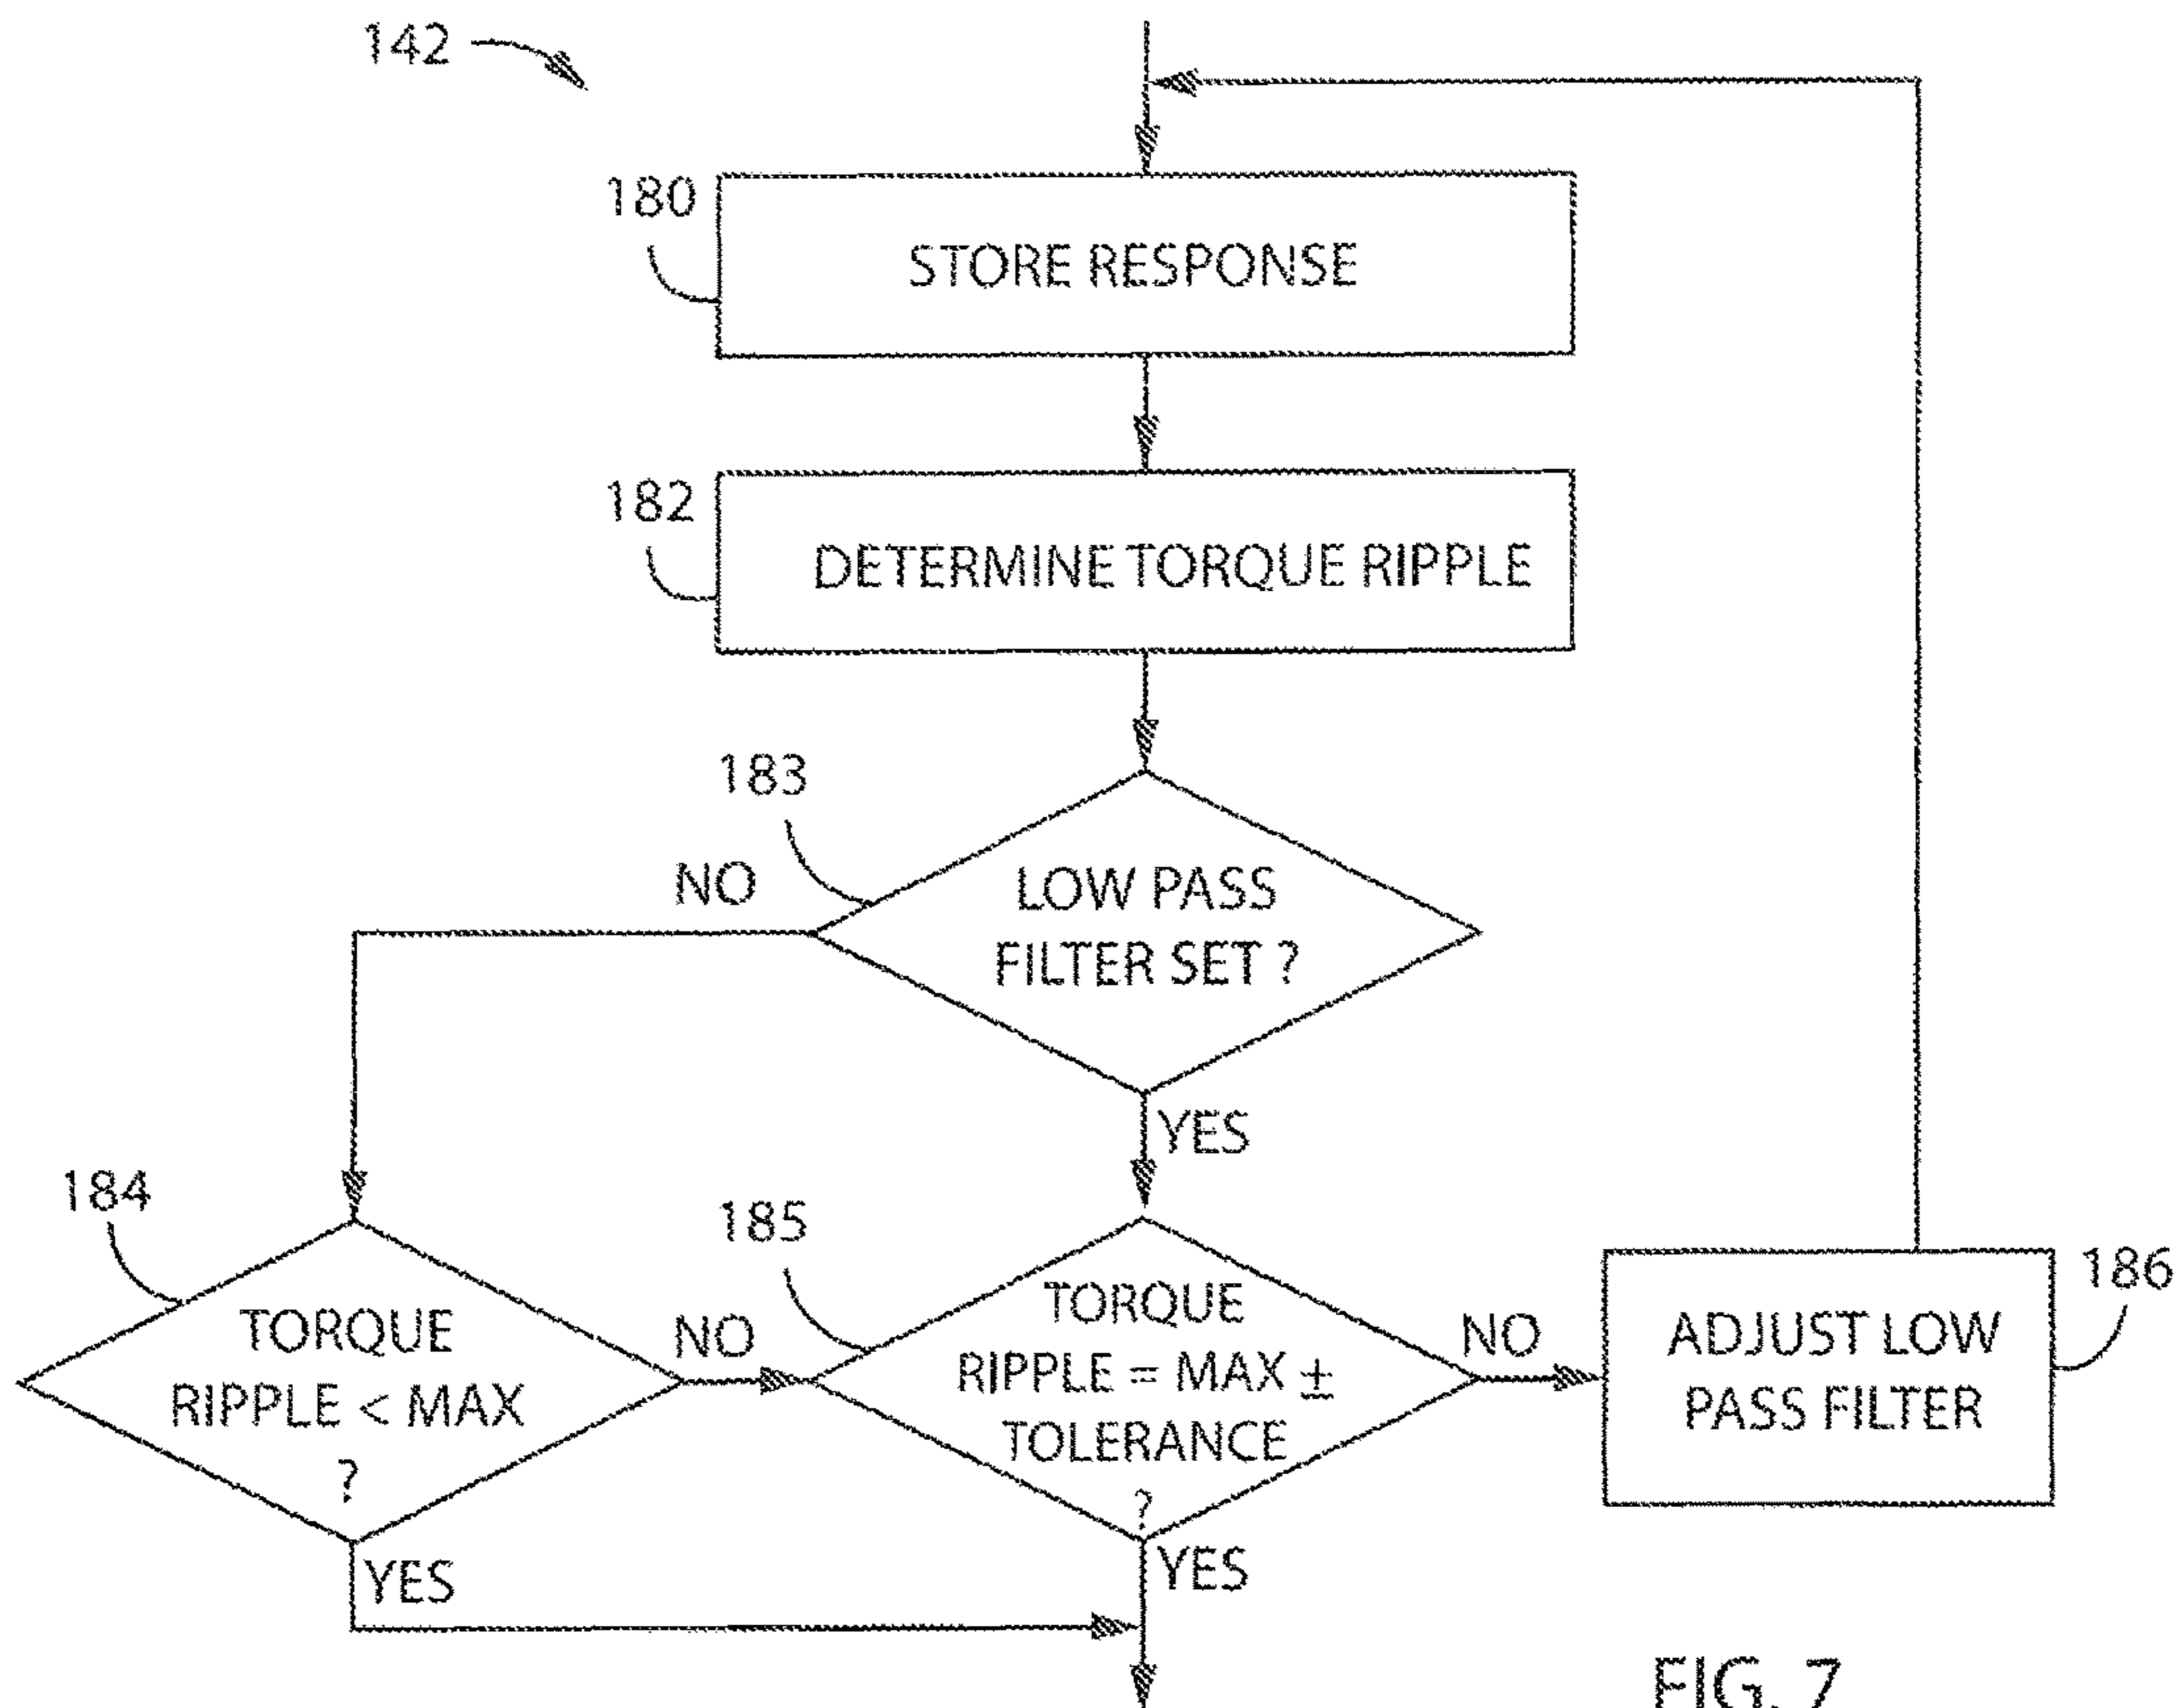 142
180
STORE RESPONSE
182
DETERMINE TORQUE RIPPLE
183
NO
LOW PASS
FILTER SET ?
YES
184
TORQUE
RIPPLE < MAX
?
NO
YES
185
TORQUE
RIPPLE = MAX ±
TOLERANCE
?
NO
YES
186
ADJUST LOW
PASS FILTER
FIG. 7